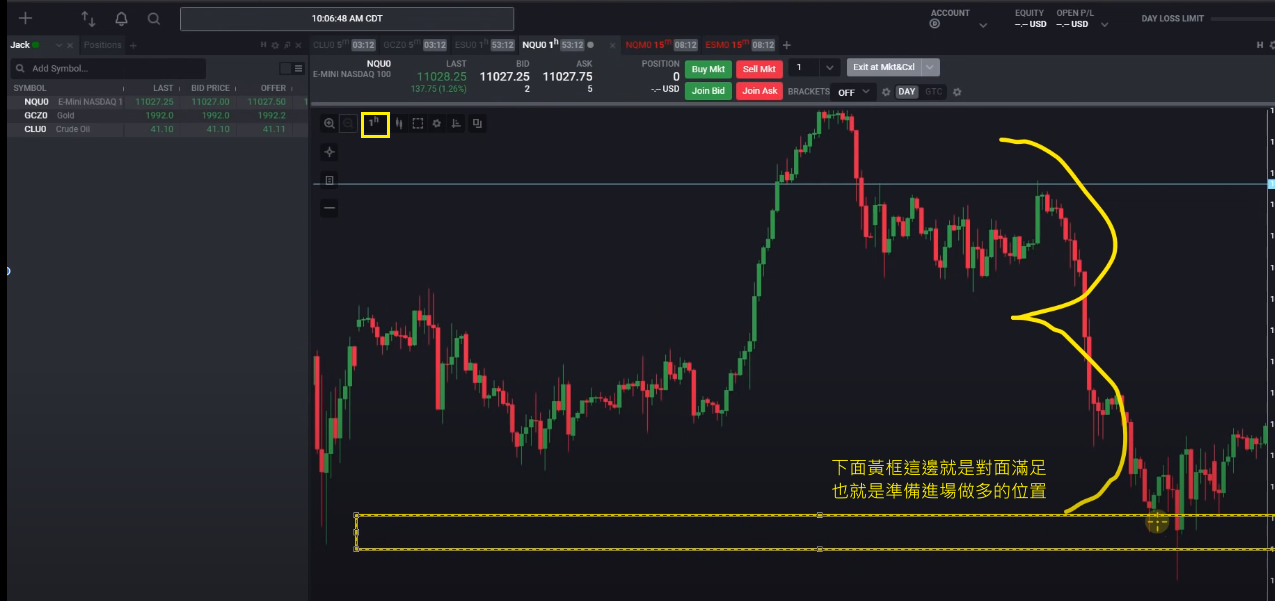 10:06:48 AM CDT
ACCOUNT
EQUITY
-.-- USD
OPEN P/L
-.-- USD
DAY LOSS LIMIT
Jack
Positions
CLU0 5m 03:12
GCZ0 5m 03:12
ESU0 1h 53:12
NQU0 1h 53:12
NQM0 15m 08:12
ESM0 15m 08:12
H
H
Add Symbol...
SYMBOL LAST BID PRICE OFFER
NQU0 E-Mini NASDAQ 1 11027.25 11027.00 11027.50 1
GCZ0 Gold 1992.0 1992.0 1992.2
CLU0 Crude Oil 41.10 41.10 41.11
NQU0
E-MINI NASDAQ 100
LAST
11028.25
137.75 (1.26%)
BID
11027.25
2
ASK
11027.75
5
POSITION
0
-.-- USD
Buy Mkt
Sell Mkt
Join Bid
Join Ask
1
Exit at Mkt&Cxl
BRACKETS OFF
DAY
GTC
1h
下面黃框這邊就是對面滿足
也就是準備進場做多的位置